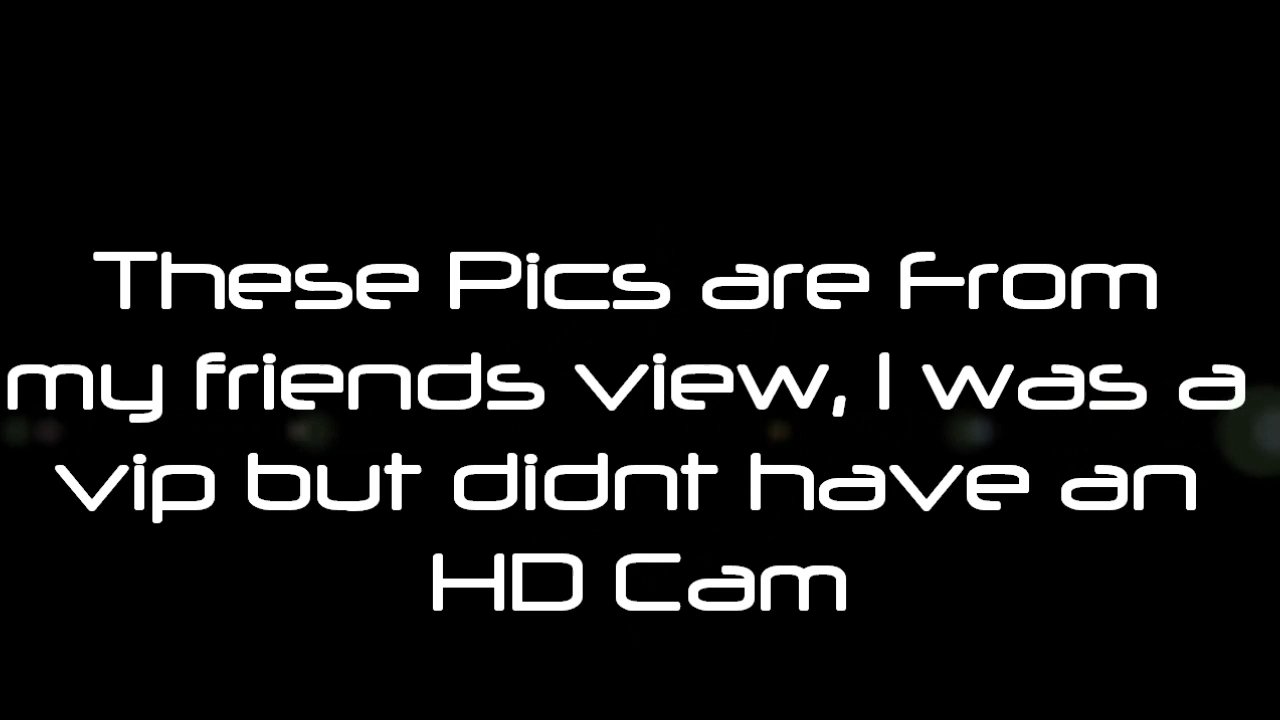 These Pics are from
my friends view, I was a
vip but didnt have an
HD Cam